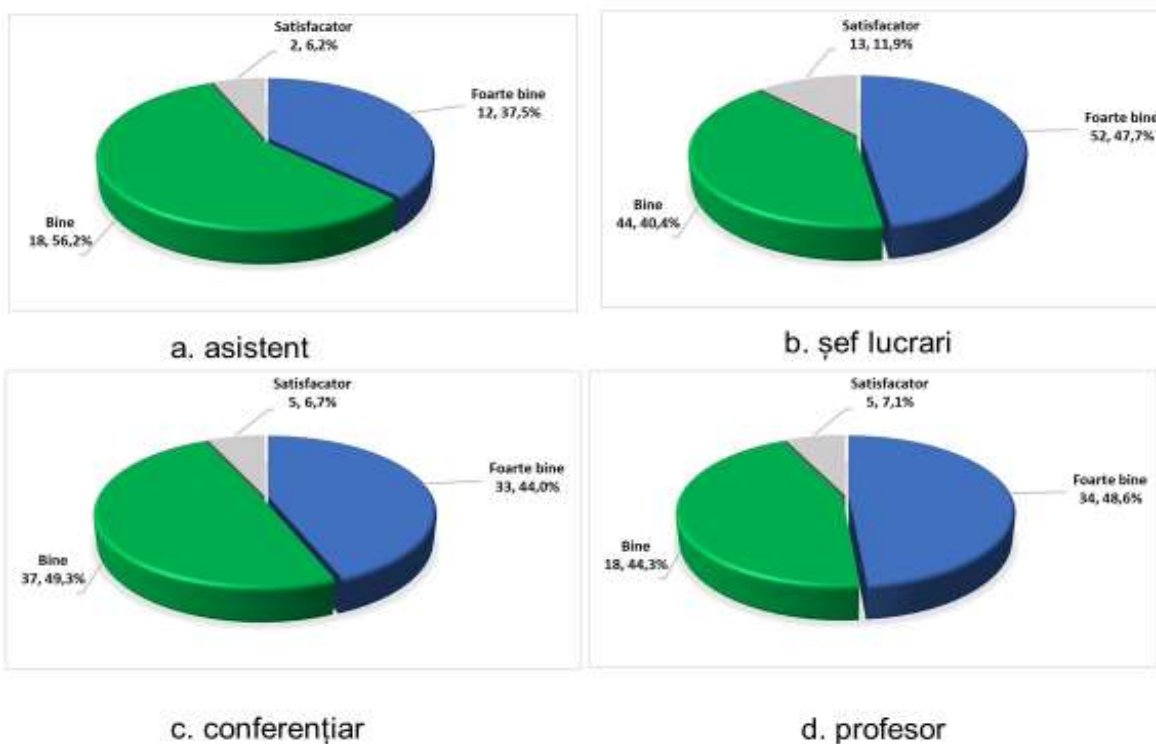 Satisfacator
2, 6,2%
Foarte bine
12, 37,5%
Bine
18, 56,2%
a. asistent
Satisfacator
13, 11,9%
Foarte bine
52, 47,7%
Bine
44, 40,4%
b. șef lucrari
Satisfacator
5, 6,7%
Foarte bine
33, 44,0%
Bine
37, 49,3%
c. conferențiar
Satisfacator
5, 7,1%
Foarte bine
34, 48,6%
Bine
18, 44,3%
d. profesor